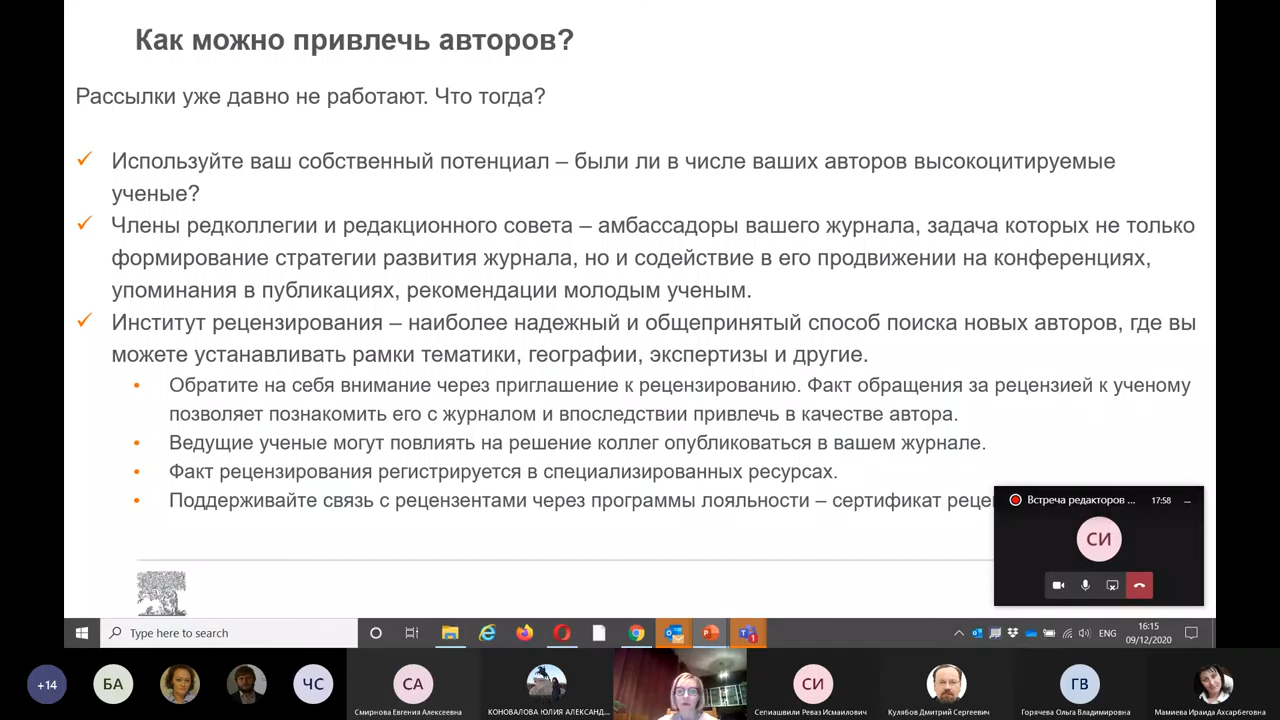 Как можно привлечь авторов?
Рассылки уже давно не работают. Что тогда?
Используйте ваш собственный потенциал – были ли в числе ваших авторов высокоцитируемые
ученые?
Члены редколлегии и редакционного совета – амбассадоры вашего журнала, задача которых не только
формирование стратегии развития журнала, но и содействие в его продвижении на конференциях,
упоминания в публикациях, рекомендации молодым ученым.
Институт рецензирования – наиболее надежный и общепринятый способ поиска новых авторов, где вы
можете устанавливать рамки тематики, географии, экспертизы и другие.
Обратите на себя внимание через приглашение к рецензированию. Факт обращения за рецензией к ученому
позволяет познакомить его с журналом и впоследствии привлечь в качестве автора.
Ведущие ученые могут повлиять на решение коллег опубликоваться в вашем журнале.
Факт рецензирования регистрируется в специализированных ресурсах.
Поддерживайте связь с рецензентами через программы лояльности – сертификат
Встреча редакторов ... 17:58
СИ
Type here to search
ENG
16:15
09/12/2020
+14
БА
ЧС
СА
СИ
ГВ
Смирнова Евгения Алексеевна
КОНОВАЛОВА ЮЛИЯ АЛЕКСАНД...
Сепиашвили Реваз Исмаилович
Кулябов Дмитрий Сергеевич
Горячева Ольга Владимировна
Мамиева Ираида Ахсарбеговна